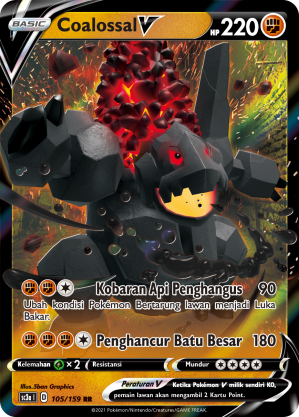 BASIC Coalossal V HP 220
Kobaran Api Penghangus 90
Ubah kondisi Pokémon Bertarung lawan menjadi Luka
Bakar.
Penghancur Batu Besar 180
Kelemahan × 2 Resistansi Mundur
Illus. 5ban Graphics
sc3a I D 105/159 RR
Peraturan V Ketika Pokémon V milik sendiri KO,
pemain lawan akan mengambil 2 Kartu Point.
©2021 Pokémon/Nintendo/Creatures/GAME FREAK.